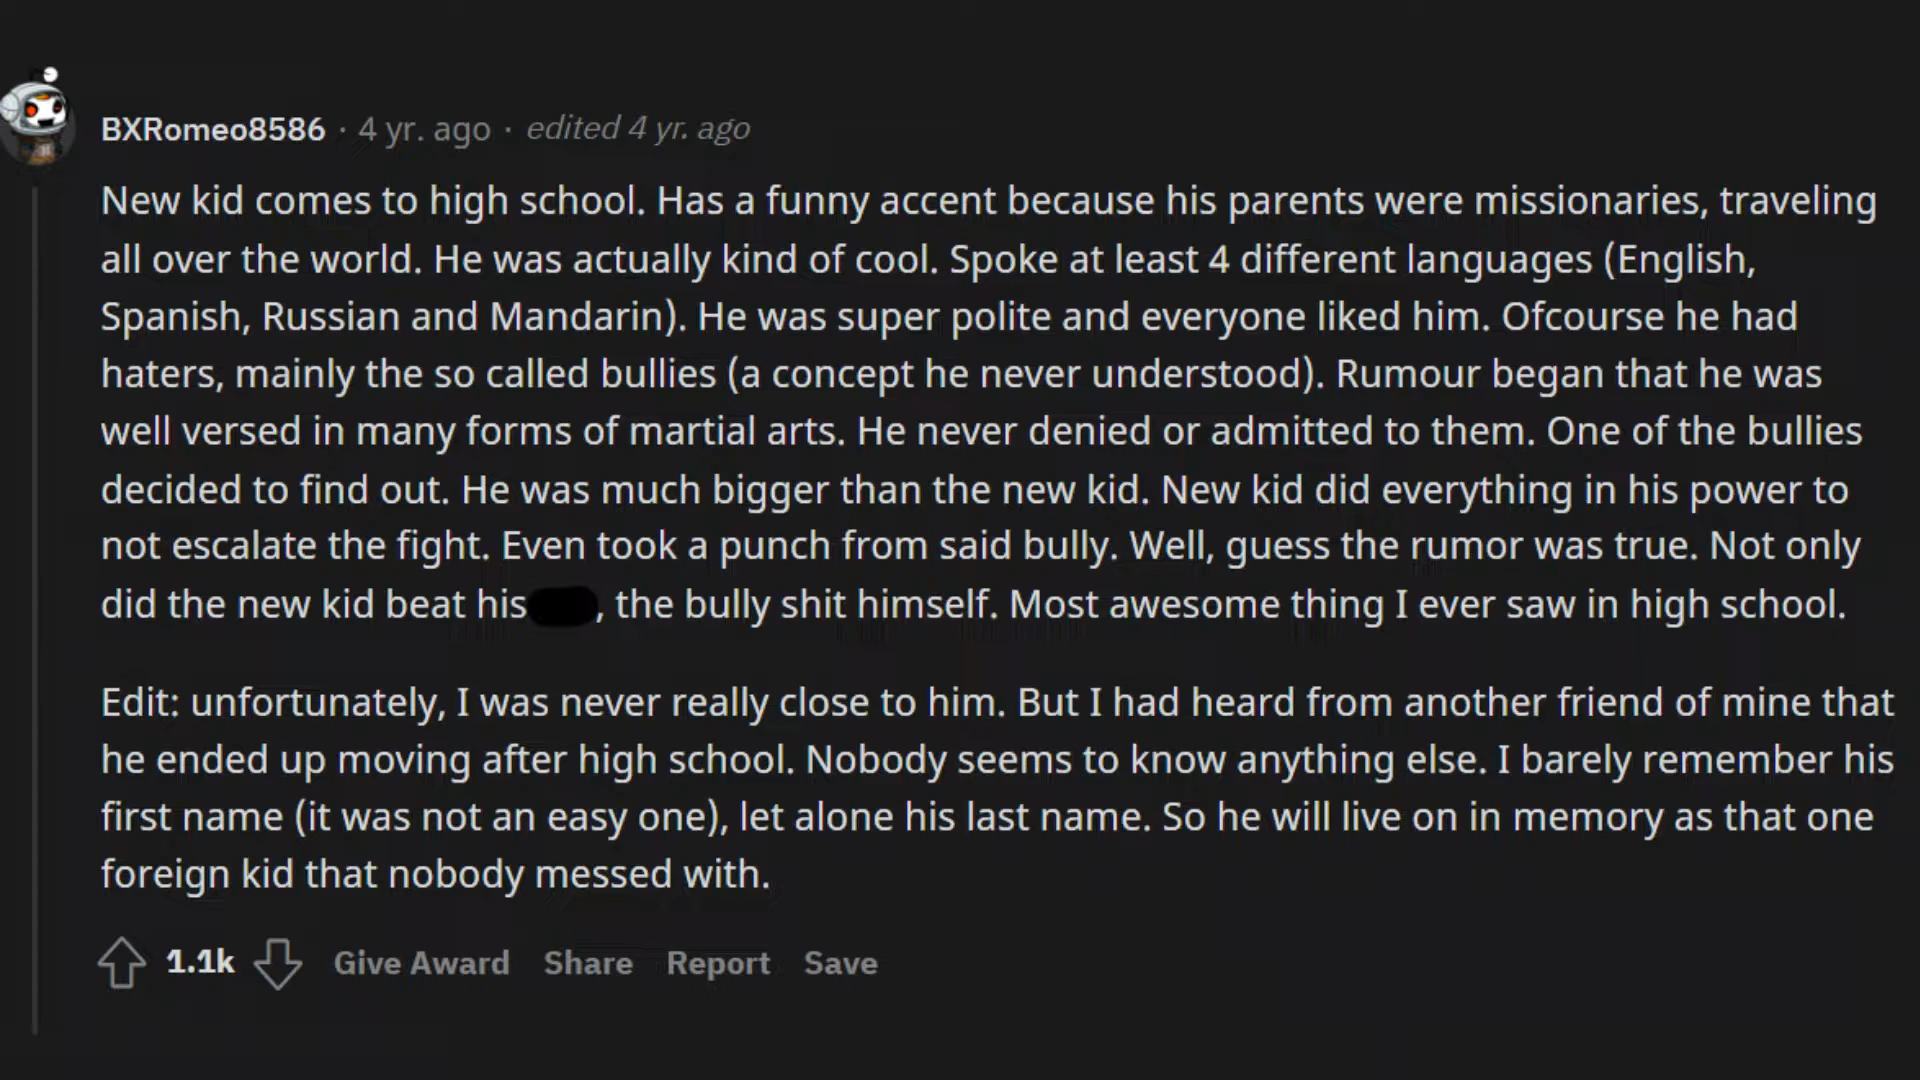 BXRomeo8586 · 4 yr. ago · edited 4 yr. ago
New kid comes to high school. Has a funny accent because his parents were missionaries, traveling
all over the world. He was actually kind of cool. Spoke at least 4 different languages (English,
Spanish, Russian and Mandarin). He was super polite and everyone liked him. Ofcourse he had
haters, mainly the so called bullies (a concept he never understood). Rumour began that he was
well versed in many forms of martial arts. He never denied or admitted to them. One of the bullies
decided to find out. He was much bigger than the new kid. New kid did everything in his power to
not escalate the fight. Even took a punch from said bully. Well, guess the rumor was true. Not only
did the new kid beat his , the bully shit himself. Most awesome thing I ever saw in high school.
Edit: unfortunately, I was never really close to him. But I had heard from another friend of mine that
he ended up moving after high school. Nobody seems to know anything else. I barely remember his
first name (it was not an easy one), let alone his last name. So he will live on in memory as that one
foreign kid that nobody messed with.
1.1k Give Award Share Report Save